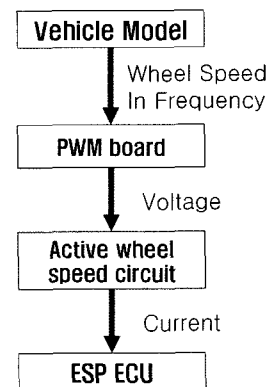 Vehicle Model
Wheel Speed
In Frequency
PWM board
Voltage
Active wheel
speed circuit
Current
ESP ECU